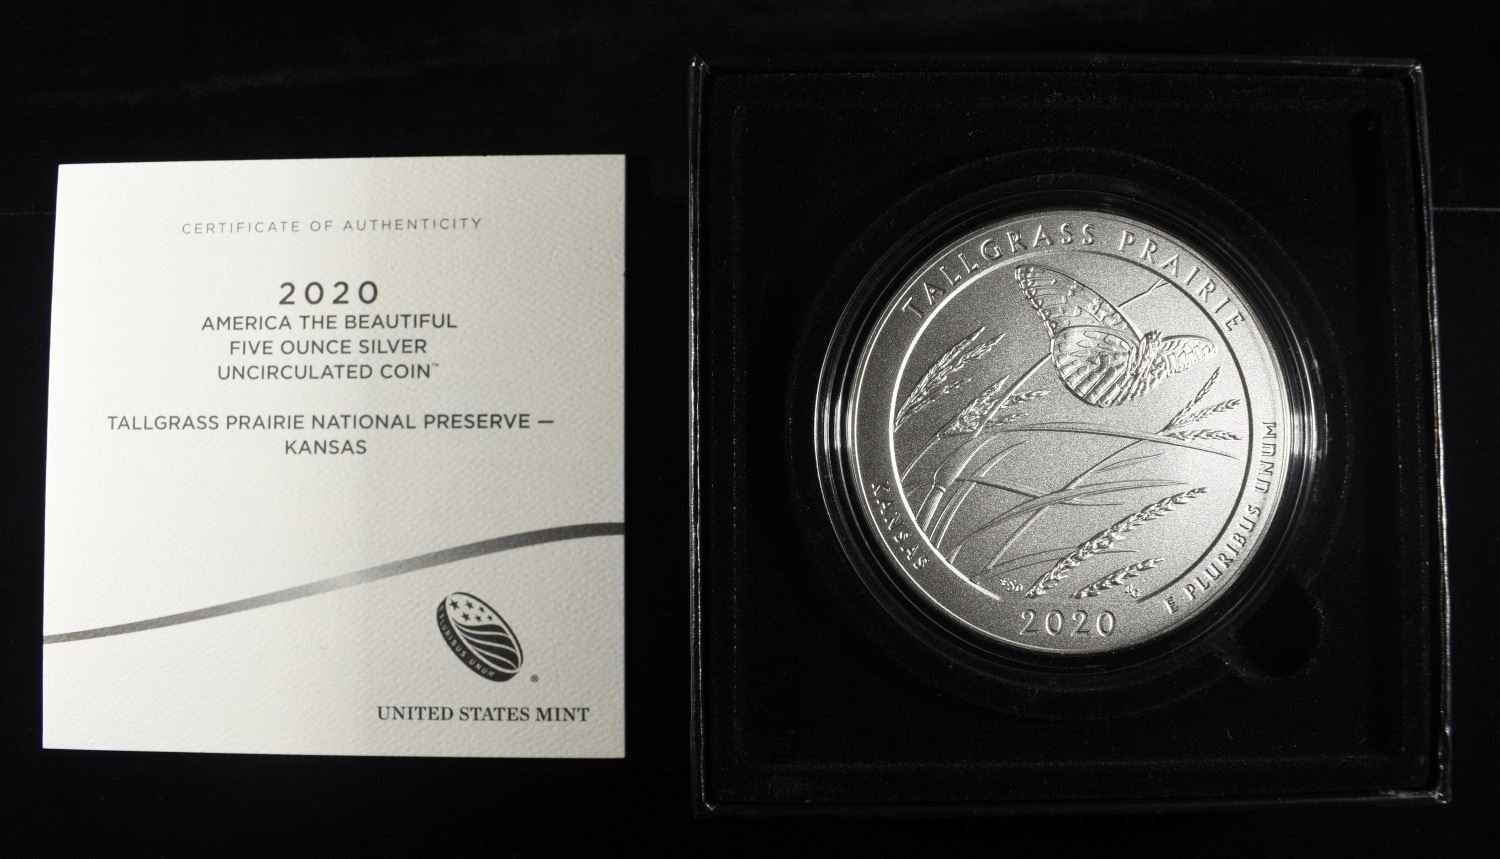 CERTIFICATE OF AUTHENTICITY
2020
AMERICA THE BEAUTIFUL
FIVE OUNCE SILVER
UNCIRCULATED COIN™
TALLGRASS PRAIRIE NATIONAL PRESERVE —
KANSAS
PLURIBUS UNUM
®
UNITED STATES MINT
TALLGRASS PRAIRIE
KANSAS
2020
E PLURIBUS UNUM